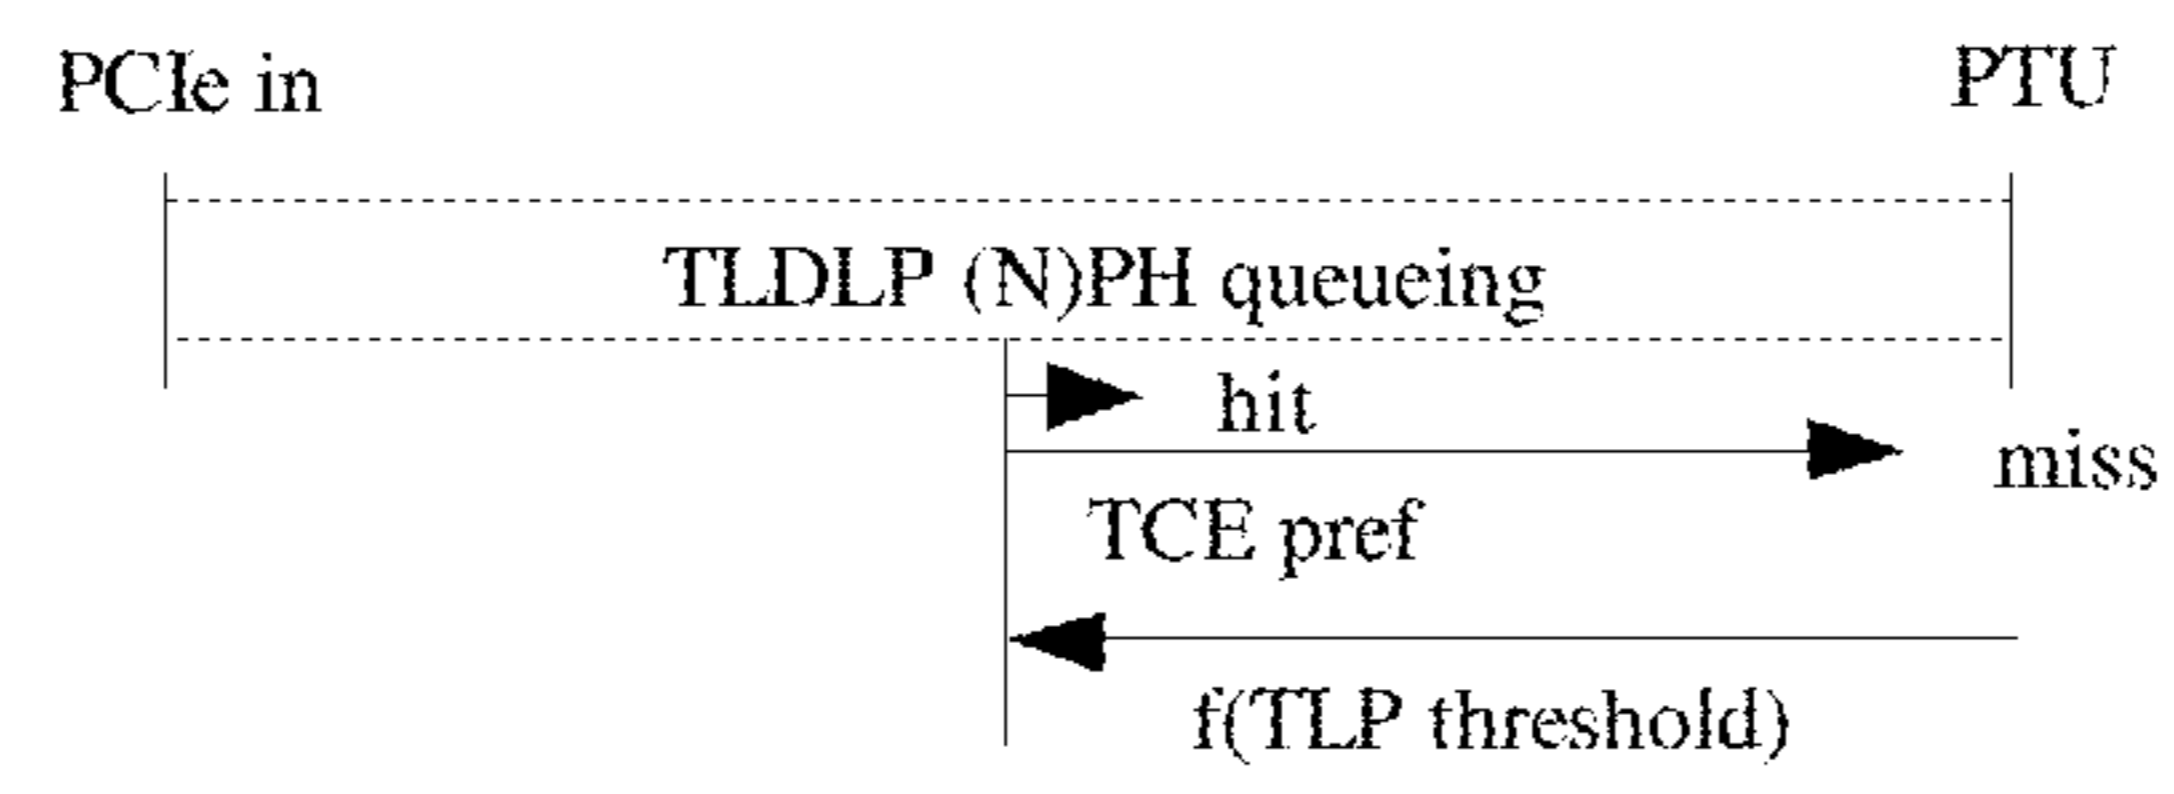 PCIe in
PTU
TLDLP (N)PH queueing
hit
miss
TCE pref
f(TLP threshold)